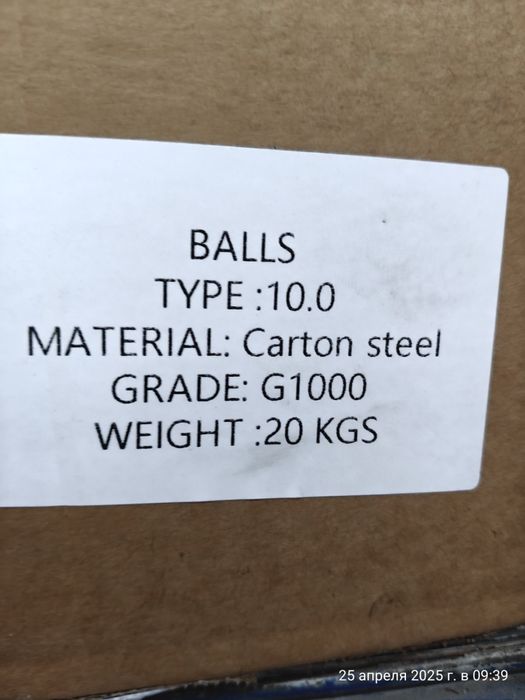 BALLS
TYPE :10.0
MATERIAL: Carton steel
GRADE: G1000
WEIGHT :20 KGS
25 апреля 2025 г. в 09:39